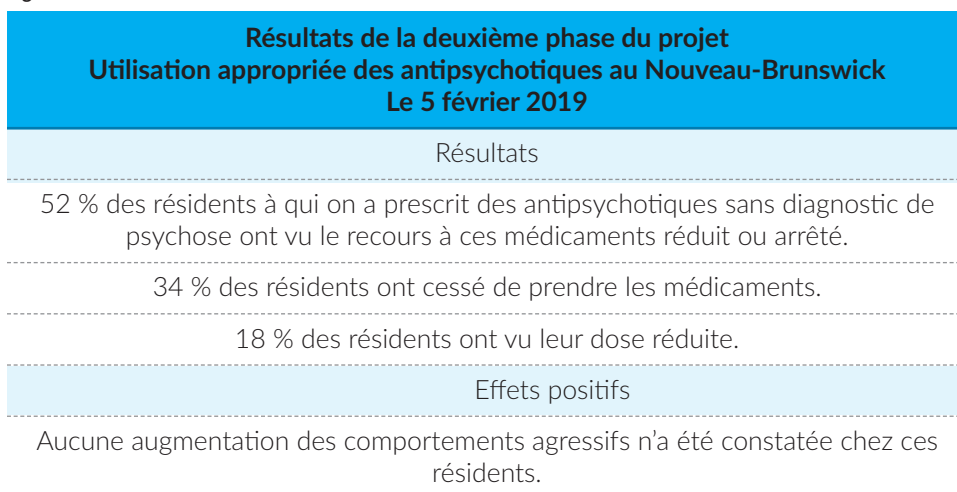 Résultats de la deuxième phase du projet
Utilisation appropriée des antipsychotiques au Nouveau-Brunswick
Le 5 février 2019
Résultats
52 % des résidents à qui on a prescrit des antipsychotiques sans diagnostic de
psychose ont vu le recours à ces médicaments réduit ou arrêté.
34 % des résidents ont cessé de prendre les médicaments.
18 % des résidents ont vu leur dose réduite.
Effets positifs
Aucune augmentation des comportements agressifs n'a été constatée chez ces
résidents.